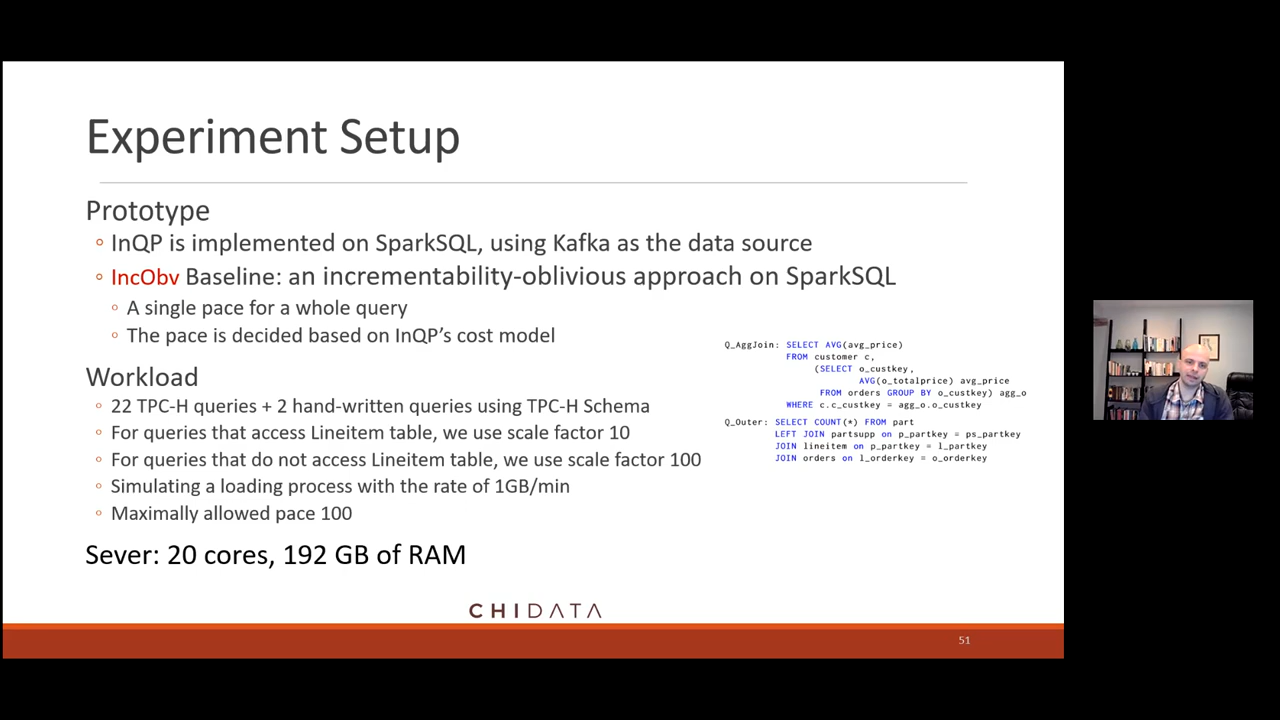 Experiment Setup
Prototype
InQP is implemented on SparkSQL, using Kafka as the data source
IncObv Baseline: an incrementability-oblivious approach on SparkSQL
A single pace for a whole query
The pace is decided based on InQP's cost model
Workload
22 TPC-H queries + 2 hand-written queries using TPC-H Schema
For queries that access Lineitem table, we use scale factor 10
For queries that do not access Lineitem table, we use scale factor 100
Simulating a loading process with the rate of 1GB/min
Maximally allowed pace 100
Q_AggJoin: SELECT AVG(avg_price)
FROM customer c,
(SELECT o_custkey,
AVG(o_totalprice) avg_price
FROM orders GROUP BY o_custkey) agg_o
WHERE c.c_custkey = agg_o.o_custkey
Q_Outer: SELECT COUNT(*) FROM part
LEFT JOIN partsupp on p_partkey = ps_partkey
JOIN lineitem on p_partkey = l_partkey
JOIN orders on l_orderkey = o_orderkey
Sever: 20 cores, 192 GB of RAM
CHIDATA
51